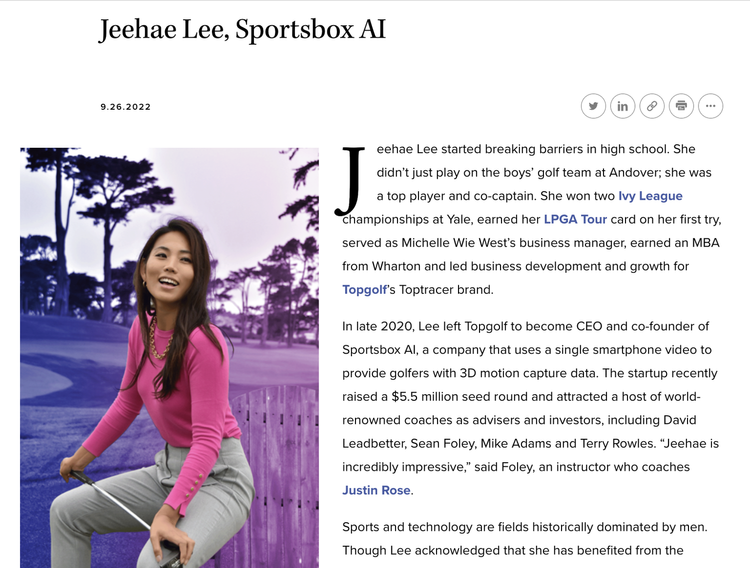 Jeehae Lee, Sportsbox AI
9.26.2022
Jeehae Lee started breaking barriers in high school. She
didn’t just play on the boys’ golf team at Andover; she was
a top player and co-captain. She won two Ivy League
championships at Yale, earned her LPGA Tour card on her first try,
served as Michelle Wie West’s business manager, earned an MBA
from Wharton and led business development and growth for
Topgolf’s Toptracer brand.
In late 2020, Lee left Topgolf to become CEO and co-founder of
Sportsbox AI, a company that uses a single smartphone video to
provide golfers with 3D motion capture data. The startup recently
raised a $5.5 million seed round and attracted a host of world-
renowned coaches as advisers and investors, including David
Leadbetter, Sean Foley, Mike Adams and Terry Rowles. “Jeehae is
incredibly impressive,” said Foley, an instructor who coaches
Justin Rose.
Sports and technology are fields historically dominated by men.
Though Lee acknowledged that she has benefited from the